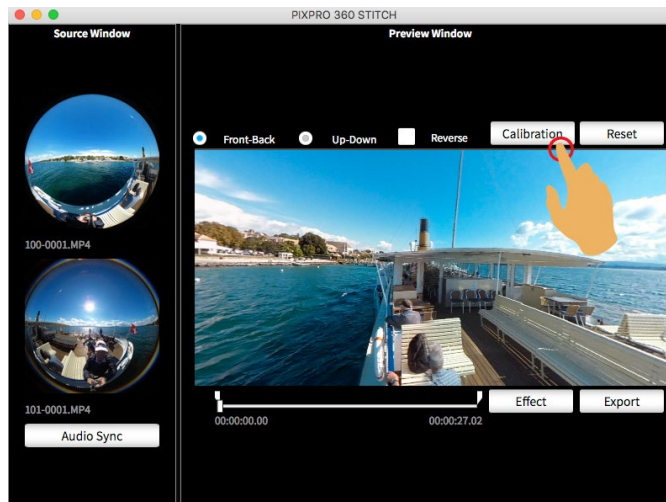 PIXPRO 360 STITCH
Source Window
Preview Window
Front-Back
Up-Down
Reverse
Calibration
Reset
100-0001.MP4
101-0001.MP4
Audio Sync
00:00:00.00
00:00:27.02
Effect
Export